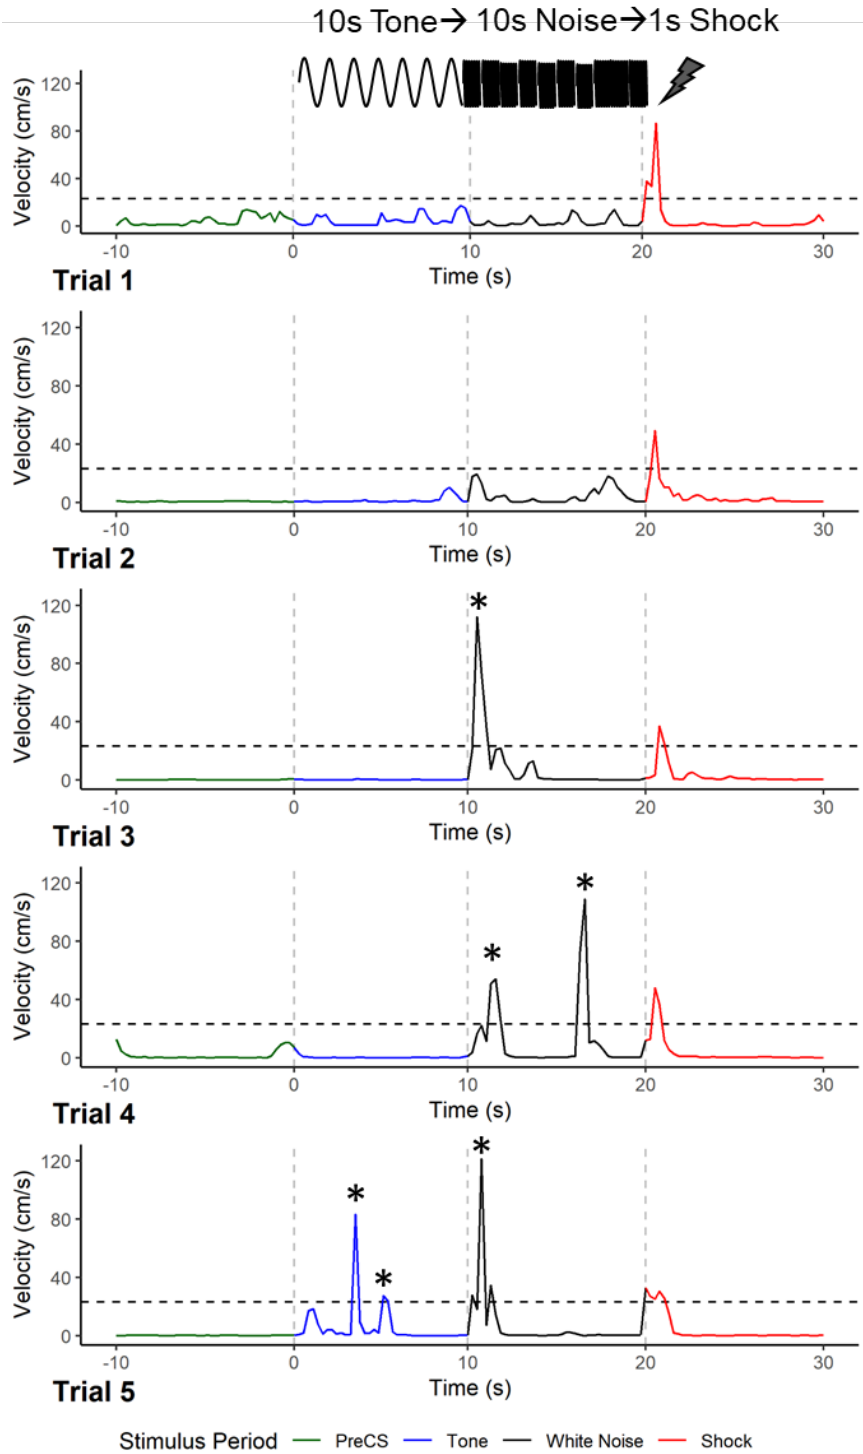 10s Tone→ 10s Noise→1s Shock
Velocity (cm/s)
120
80
40
0
-10 0 10 20 30
Time (s)
Trial 1
Velocity (cm/s)
120
80
40
0
-10 0 10 20 30
Time (s)
Trial 2
*
Velocity (cm/s)
120
80
40
0
-10 0 10 20 30
Time (s)
Trial 3
* *
Velocity (cm/s)
120
80
40
0
-10 0 10 20 30
Time (s)
Trial 4
* * *
Velocity (cm/s)
120
80
40
0
-10 0 10 20 30
Time (s)
Trial 5
Stimulus Period PreCS Tone White Noise Shock